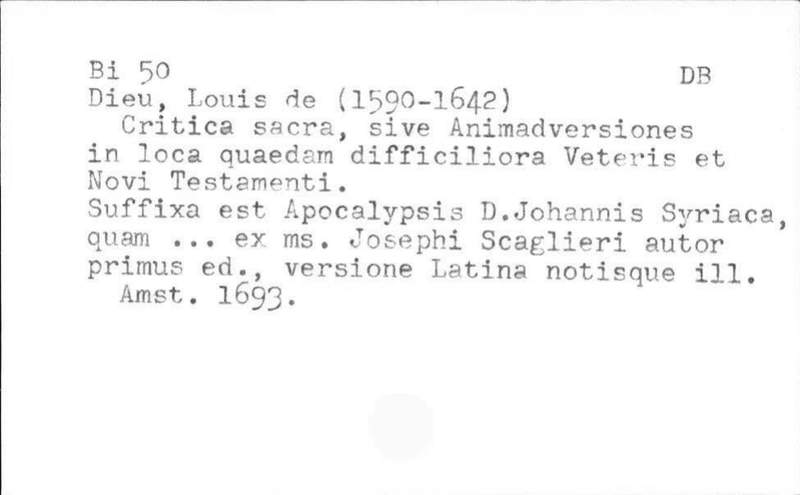 Bi 50 DB
Dieu, Louis de (1590-1642)
Critica sacra, sive Animadversiones
in loca quaedam difficiliora Veteris et
Novi Testamenti.
Suffixa est Apocalypsis D.Johannis Syriaca,
quam ... ex ms. Josephi Scaglieri autor
primus ed., versione Latina notisque ill.
Amst. 1693.